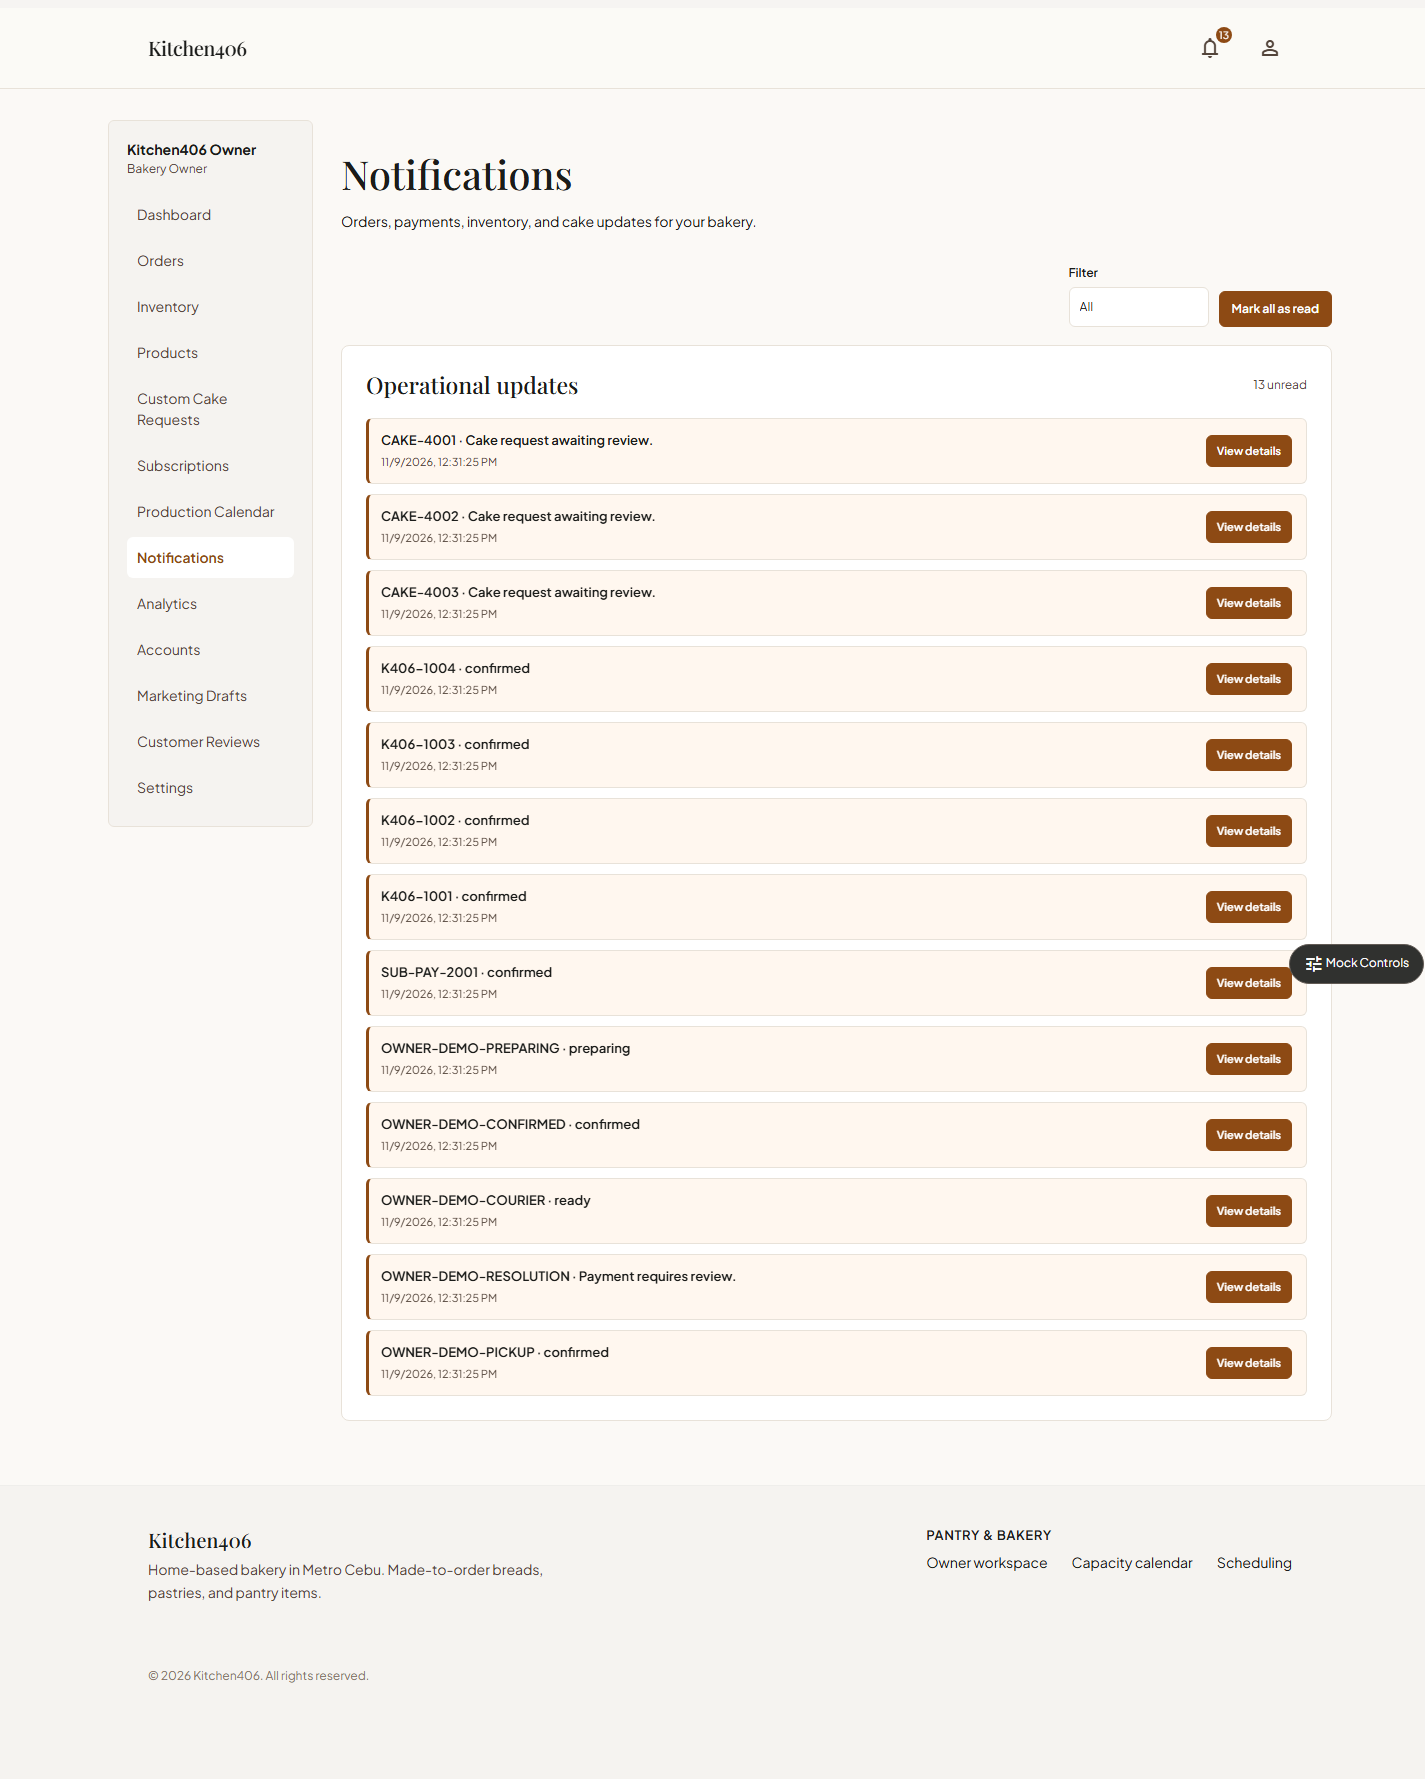 Kitchen406
13
Kitchen406 Owner
Bakery Owner
Dashboard
Orders
Inventory
Products
Custom Cake
Requests
Subscriptions
Production Calendar
Notifications
Analytics
Accounts
Marketing Drafts
Customer Reviews
Settings
Notifications
Orders, payments, inventory, and cake updates for your bakery.
Filter
All
Mark all as read
Operational updates
13 unread
CAKE-4001 · Cake request awaiting review.
11/9/2026, 12:31:25 PM
View details
CAKE-4002 · Cake request awaiting review.
11/9/2026, 12:31:25 PM
View details
CAKE-4003 · Cake request awaiting review.
11/9/2026, 12:31:25 PM
View details
K406-1004 · confirmed
11/9/2026, 12:31:25 PM
View details
K406-1003 · confirmed
11/9/2026, 12:31:25 PM
View details
K406-1002 · confirmed
11/9/2026, 12:31:25 PM
View details
K406-1001 · confirmed
11/9/2026, 12:31:25 PM
View details
SUB-PAY-2001 · confirmed
11/9/2026, 12:31:25 PM
View details
Mock Controls
OWNER-DEMO-PREPARING · preparing
11/9/2026, 12:31:25 PM
View details
OWNER-DEMO-CONFIRMED · confirmed
11/9/2026, 12:31:25 PM
View details
OWNER-DEMO-COURIER · ready
11/9/2026, 12:31:25 PM
View details
OWNER-DEMO-RESOLUTION · Payment requires review.
11/9/2026, 12:31:25 PM
View details
OWNER-DEMO-PICKUP · confirmed
11/9/2026, 12:31:25 PM
View details
Kitchen406
Home-based bakery in Metro Cebu. Made-to-order breads,
pastries, and pantry items.
PANTRY & BAKERY
Owner workspace
Capacity calendar
Scheduling
© 2026 Kitchen406. All rights reserved.